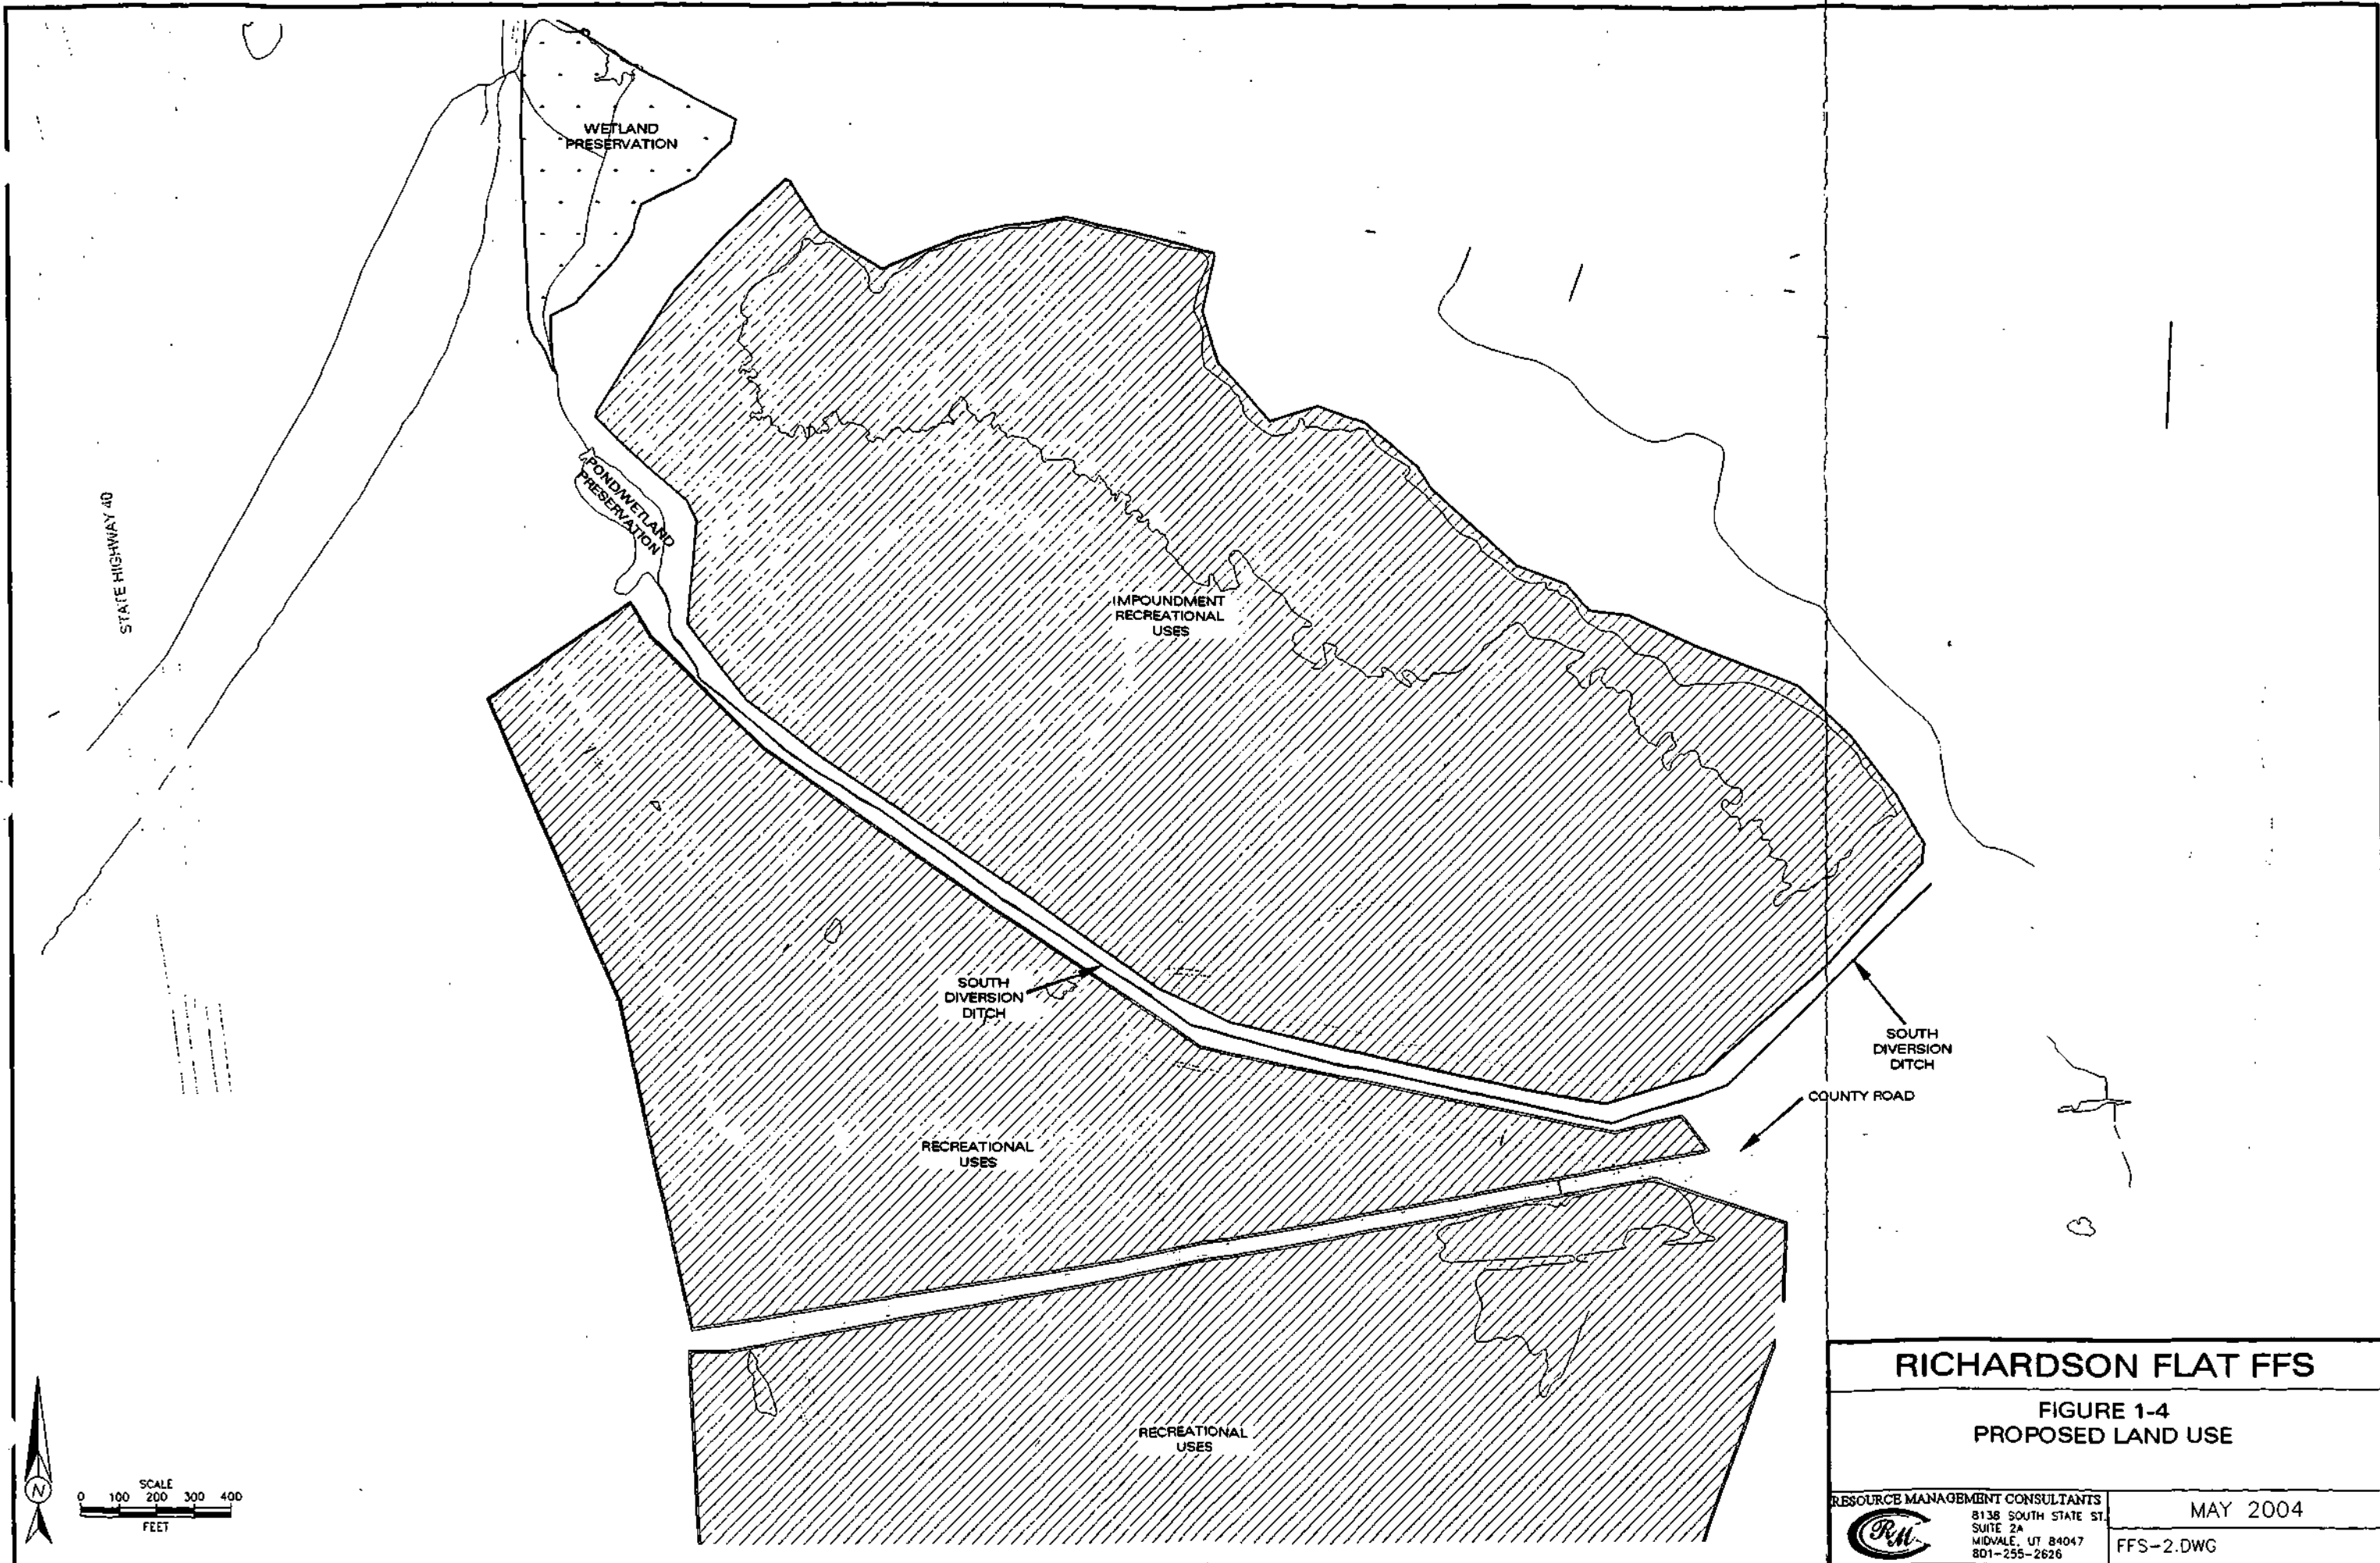 WETLAND
PRESERVATION
STATE HIGHWAY 40
POND/WETLAND
PRESERVATION
IMPOUNDMENT
RECREATIONAL
USES
SOUTH
DIVERSION
DITCH
SOUTH
DIVERSION
DITCH
COUNTY ROAD
RECREATIONAL
USES
RECREATIONAL
USES
N
SCALE
0 100 200 300 400
FEET
RICHARDSON FLAT FFS
FIGURE 1-4
PROPOSED LAND USE
RESOURCE MANAGEMENT CONSULTANTS
RMC
8138 SOUTH STATE ST.
SUITE 2A
MIDVALE, UT 84047
801-255-2626
MAY 2004
FFS-2.DWG